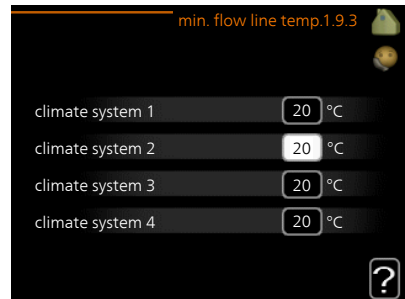 min. flow line temp.1.9.3
climate system 1 20 °C
climate system 2 20 °C
climate system 3 20 °C
climate system 4 20 °C
?